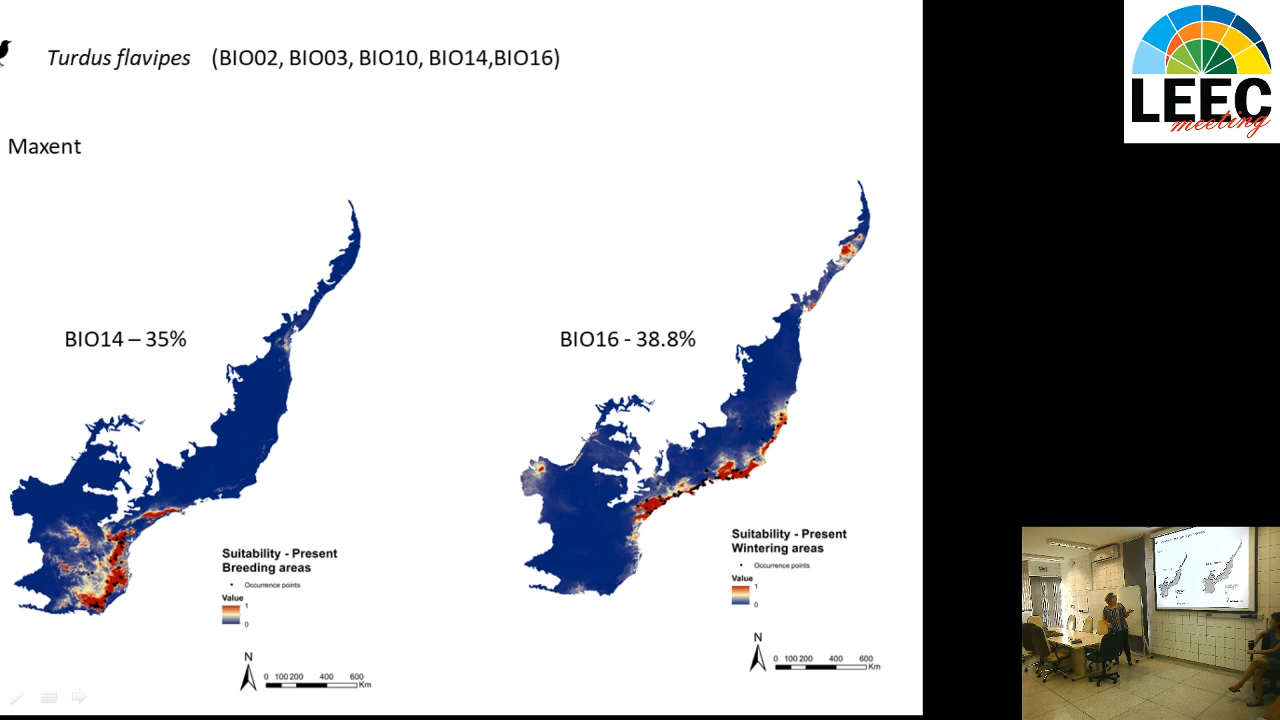 Turdus flavipes (BIO02, BIO03, BIO10, BIO14,BIO16)
LEEC
meeting
Maxent
BIO14 – 35%
BIO16 - 38.8%
Suitability - Present
Breeding areas
Occurrence points
Value
1
0
N
0 100 200 400 600
Km
Suitability - Present
Wintering areas
Occurrence points
Value
1
0
N
0 100 200 400 600
Km